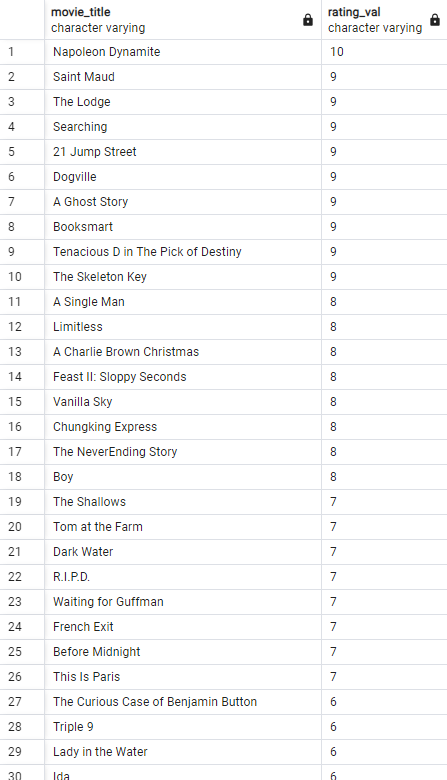 movie_title rating_val
character varying character varying
1 Napoleon Dynamite 10
2 Saint Maud 9
3 The Lodge 9
4 Searching 9
5 21 Jump Street 9
6 Dogville 9
7 A Ghost Story 9
8 Booksmart 9
9 Tenacious D in The Pick of Destiny 9
10 The Skeleton Key 9
11 A Single Man 8
12 Limitless 8
13 A Charlie Brown Christmas 8
14 Feast II: Sloppy Seconds 8
15 Vanilla Sky 8
16 Chungking Express 8
17 The NeverEnding Story 8
18 Boy 8
19 The Shallows 7
20 Tom at the Farm 7
21 Dark Water 7
22 R.I.P.D. 7
23 Waiting for Guffman 7
24 French Exit 7
25 Before Midnight 7
26 This Is Paris 7
27 The Curious Case of Benjamin Button 6
28 Triple 9 6
29 Lady in the Water 6
30 Ida 6